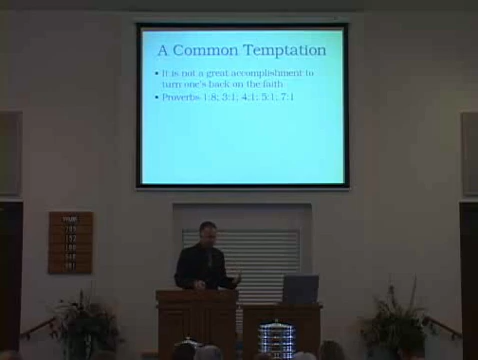 A Common Temptation
• It is not a great accomplishment to
turn one's back on the faith
• Proverbs 1:8; 3:1; 4:1; 5:1; 7:1